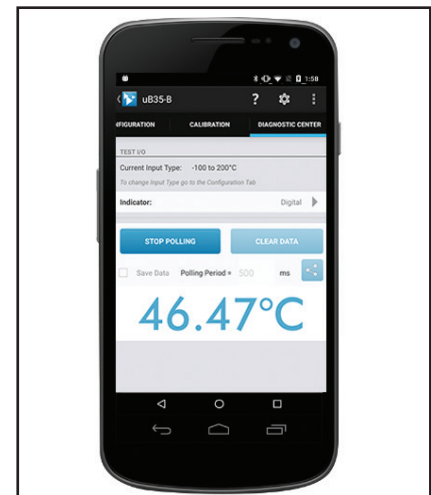 1:58
uB35-B ?
FIGURATION CALIBRATION DIAGNOSTIC CENTER
TEST I/O
Current Input Type: -100 to 200°C
To change Input Type go to the Configuration Tab
Indicator: Digital
STOP POLLING CLEAR DATA
Save Data Polling Period = 500 ms
46.47°C